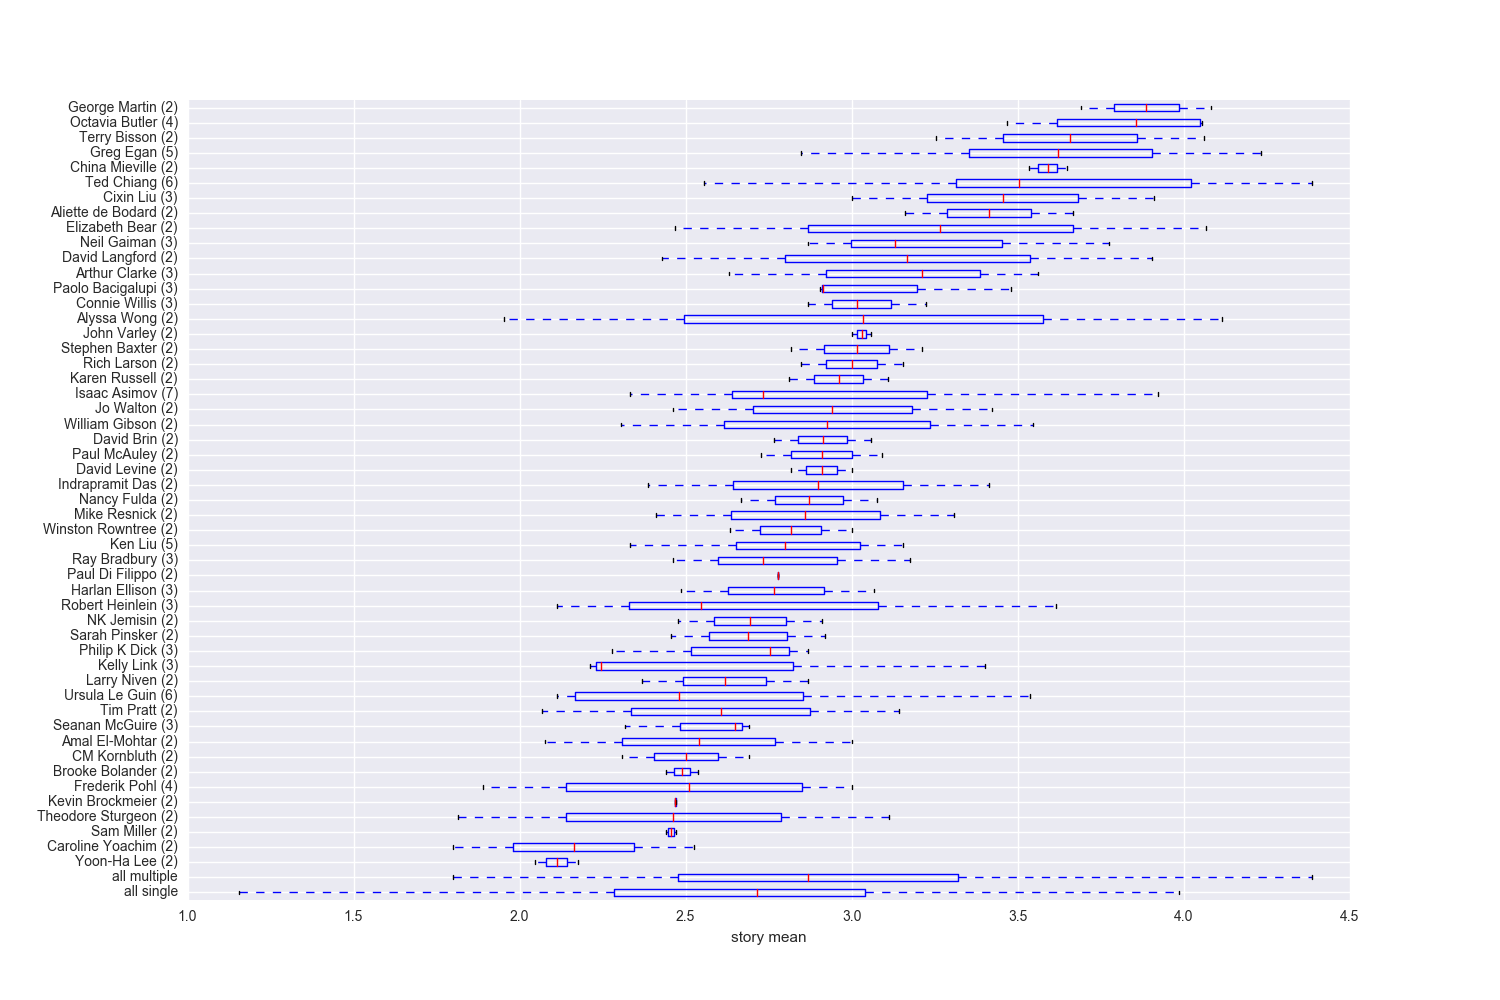 George Martin (2)
Octavia Butler (4)
Terry Bisson (2)
Greg Egan (5)
China Mieville (2)
Ted Chiang (6)
Cixin Liu (3)
Aliette de Bodard (2)
Elizabeth Bear (2)
Neil Gaiman (3)
David Langford (2)
Arthur Clarke (3)
Paolo Bacigalupi (3)
Connie Willis (3)
Alyssa Wong (2)
John Varley (2)
Stephen Baxter (2)
Rich Larson (2)
Karen Russell (2)
Isaac Asimov (7)
Jo Walton (2)
William Gibson (2)
David Brin (2)
Paul McAuley (2)
David Levine (2)
Indrapramit Das (2)
Nancy Fulda (2)
Mike Resnick (2)
Winston Rowntree (2)
Ken Liu (5)
Ray Bradbury (3)
Paul Di Filippo (2)
Harlan Ellison (3)
Robert Heinlein (3)
NK Jemisin (2)
Sarah Pinsker (2)
Philip K Dick (3)
Kelly Link (3)
Larry Niven (2)
Ursula Le Guin (6)
Tim Pratt (2)
Seanan McGuire (3)
Amal El-Mohtar (2)
CM Kornbluth (2)
Brooke Bolander (2)
Frederik Pohl (4)
Kevin Brockmeier (2)
Theodore Sturgeon (2)
Sam Miller (2)
Caroline Yoachim (2)
Yoon-Ha Lee (2)
all multiple
all single
1.0 1.5 2.0 2.5 3.0 3.5 4.0 4.5
story mean